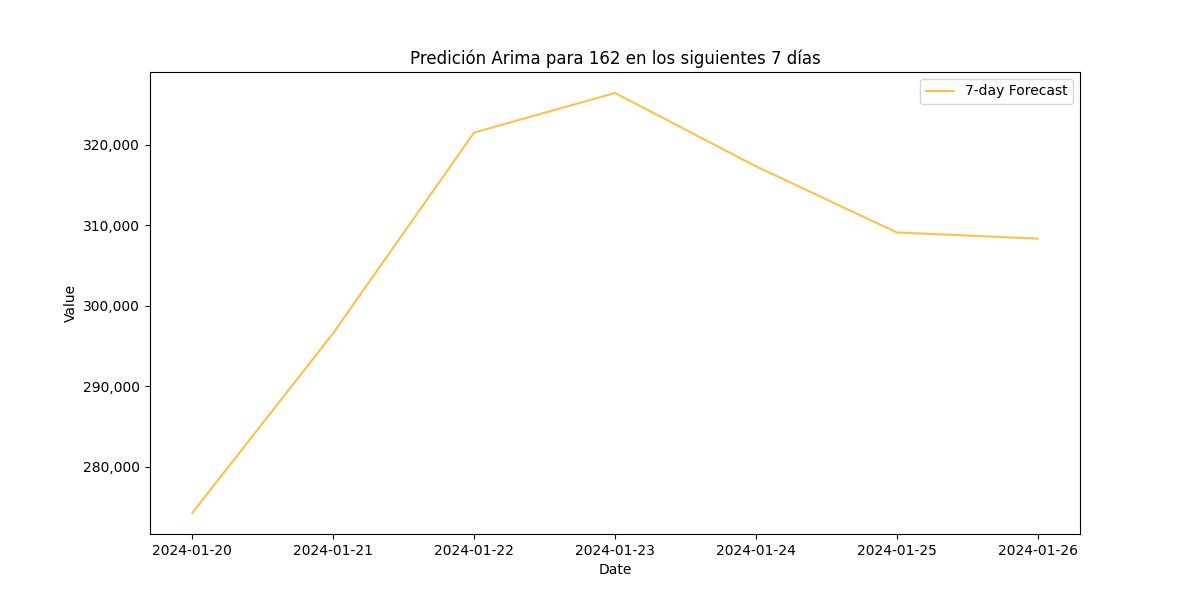 Predición Arima para 162 en los siguientes 7 días
7-day Forecast
320,000
310,000
300,000
290,000
280,000
Value
2024-01-20 2024-01-21 2024-01-22 2024-01-23 2024-01-24 2024-01-25 2024-01-26
Date